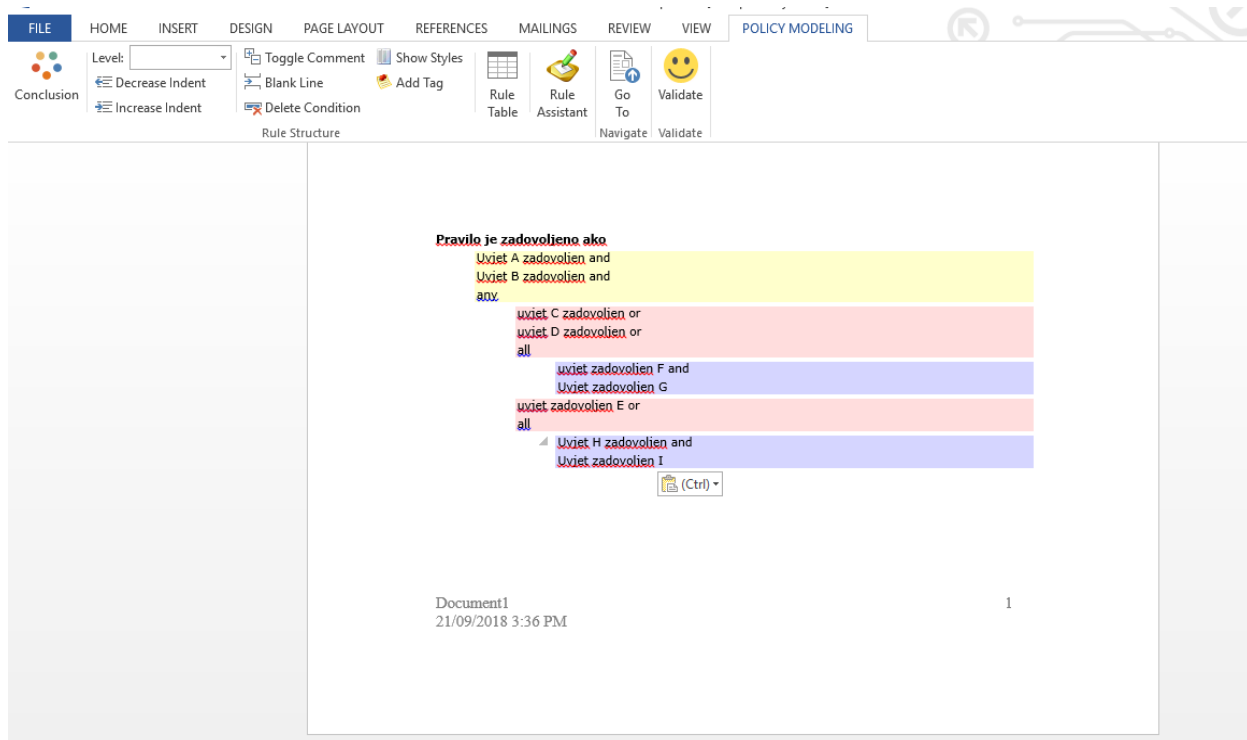 FILE HOME INSERT DESIGN PAGE LAYOUT REFERENCES MAILINGS REVIEW VIEW POLICY MODELING
Level: Toggle Comment Show Styles
Conclusion Decrease Indent Blank Line Add Tag Rule Table Rule Assistant Go To Validate
Increase Indent Delete Condition
Rule Structure Navigate Validate
Pravilo je zadovoljeno ako
Uvjet A zadovoljen and
Uvjet B zadovoljen and
any
uvjet C zadovoljen or
uvjet D zadovoljen or
all
uvjet zadovoljen F and
Uvjet zadovoljen G
uvjet zadovoljen E or
all
Uvjet H zadovoljen and
Uvjet zadovoljen I
(Ctrl)
Document1 1
21/09/2018 3:36 PM